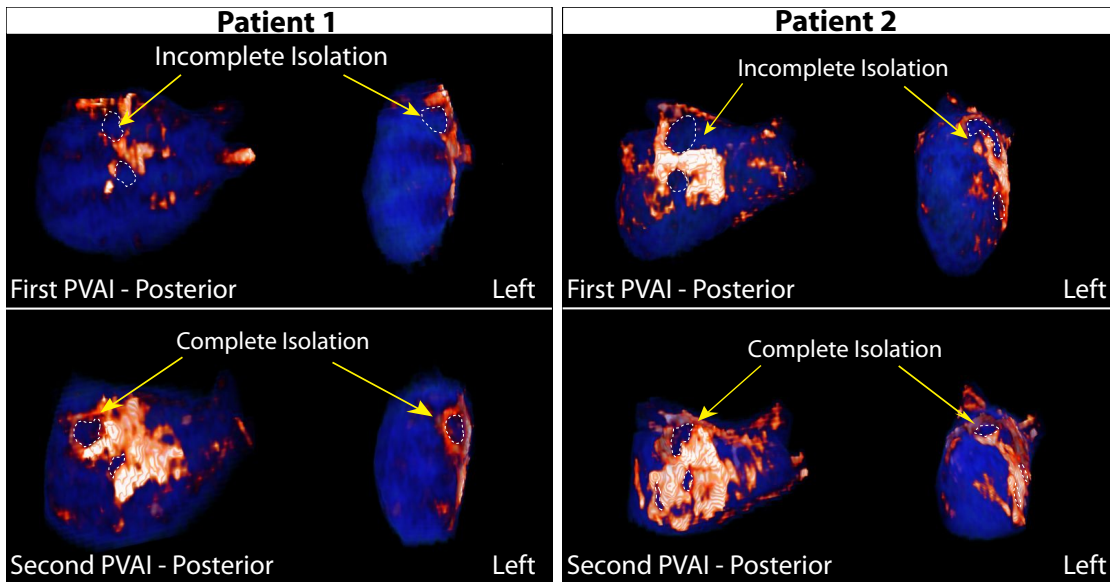 Patient 1
Incomplete Isolation
First PVAI - Posterior
Left
Complete Isolation
Second PVAI - Posterior
Left
Patient 2
Incomplete Isolation
First PVAI - Posterior
Left
Complete Isolation
Second PVAI - Posterior
Left